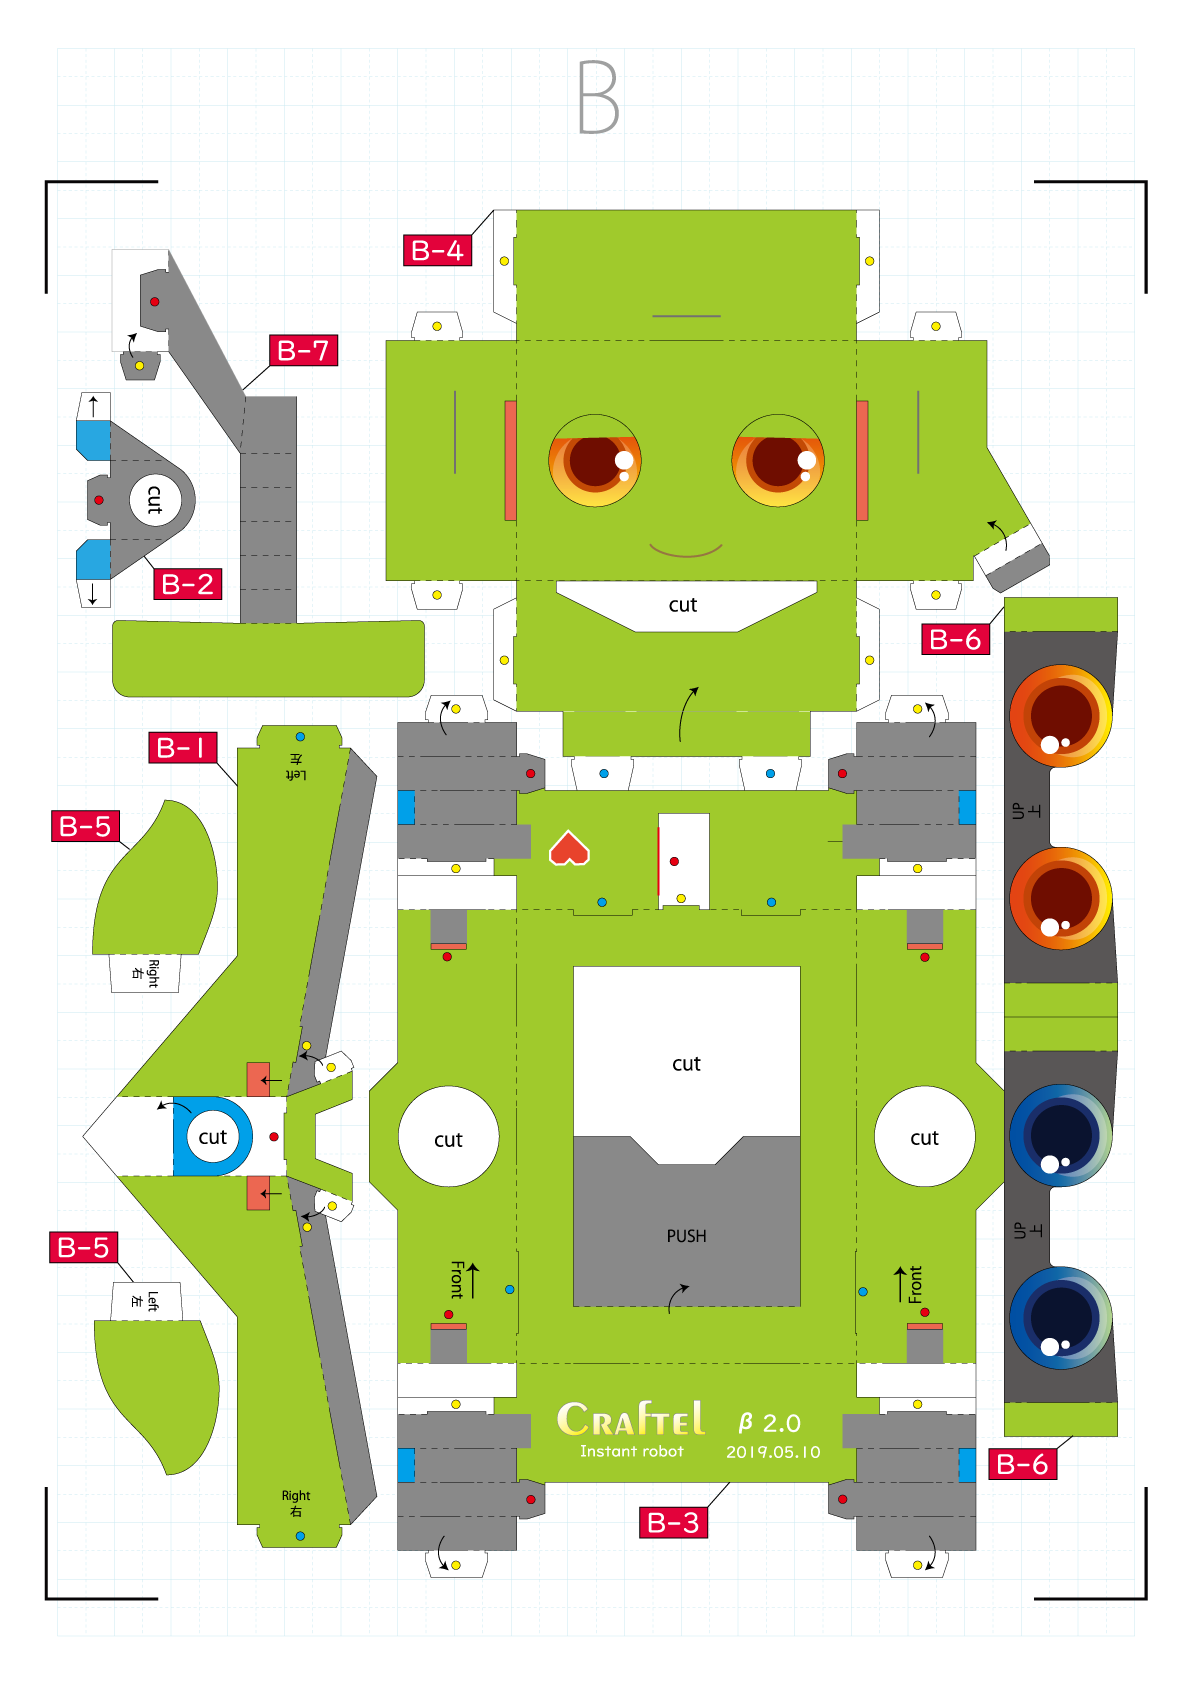 B
B-4
B-7
cut
B-2
cut
B-6
B-1
Left
左
B-5
UP
上
Right
右
cut
cut
cut
cut
PUSH
UP
上
B-5
Left
左
Front
Front
CRAFTEL
β 2.0
Instant robot
2019.05.10
B-6
Right
右
B-3